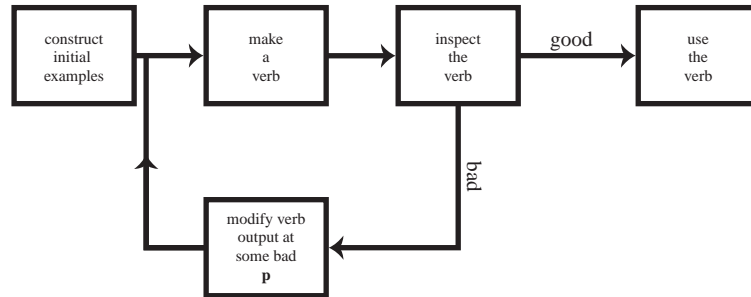 construct
initial
examples
make
a
verb
inspect
the
verb
good
use
the
verb
bad
modify verb
output at
some bad
p